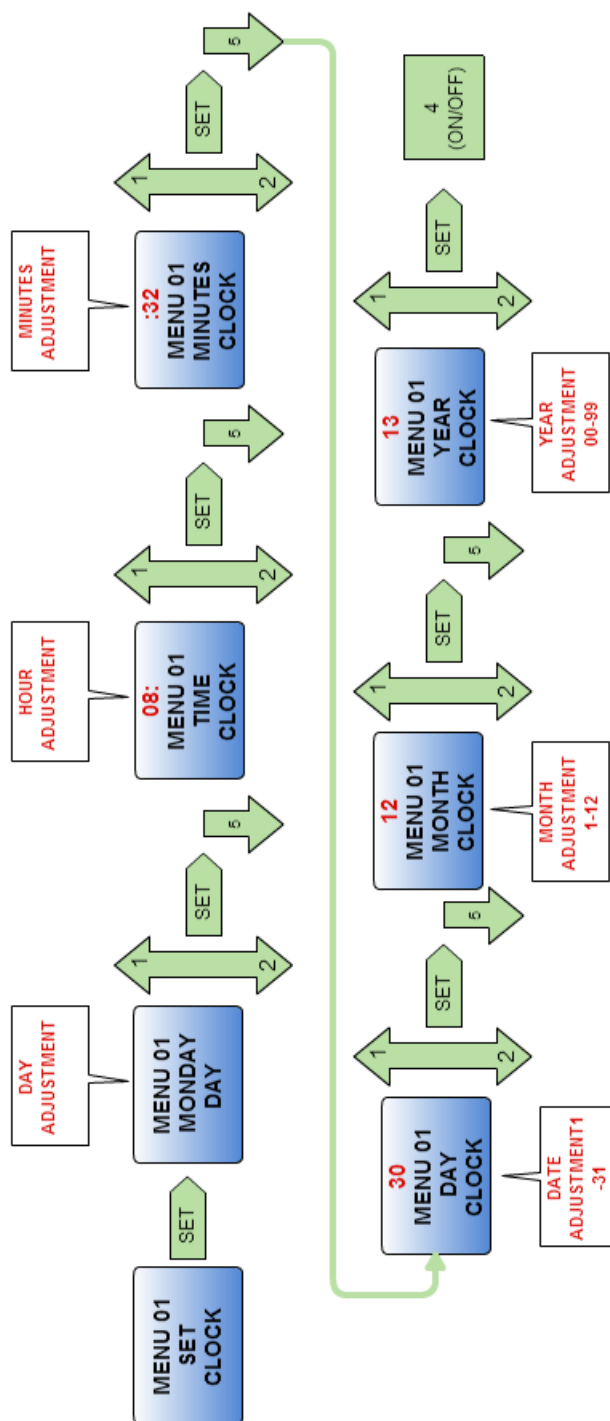 MENU 01
SET
CLOCK
SET
DAY
ADJUSTMENT
MENU 01
MONDAY
DAY
1
2
SET
5
HOUR
ADJUSTMENT
08:
MENU 01
TIME
CLOCK
1
2
SET
5
MINUTES
ADJUSTMENT
:32
MENU 01
MINUTES
CLOCK
1
2
SET
5
30
MENU 01
DAY
CLOCK
DATE
ADJUSTMENT1
-31
1
2
SET
5
12
MENU 01
MONTH
CLOCK
MONTH
ADJUSTMENT
1-12
1
2
SET
5
13
MENU 01
YEAR
CLOCK
YEAR
ADJUSTMENT
00-99
1
2
SET
4
(ON/OFF)